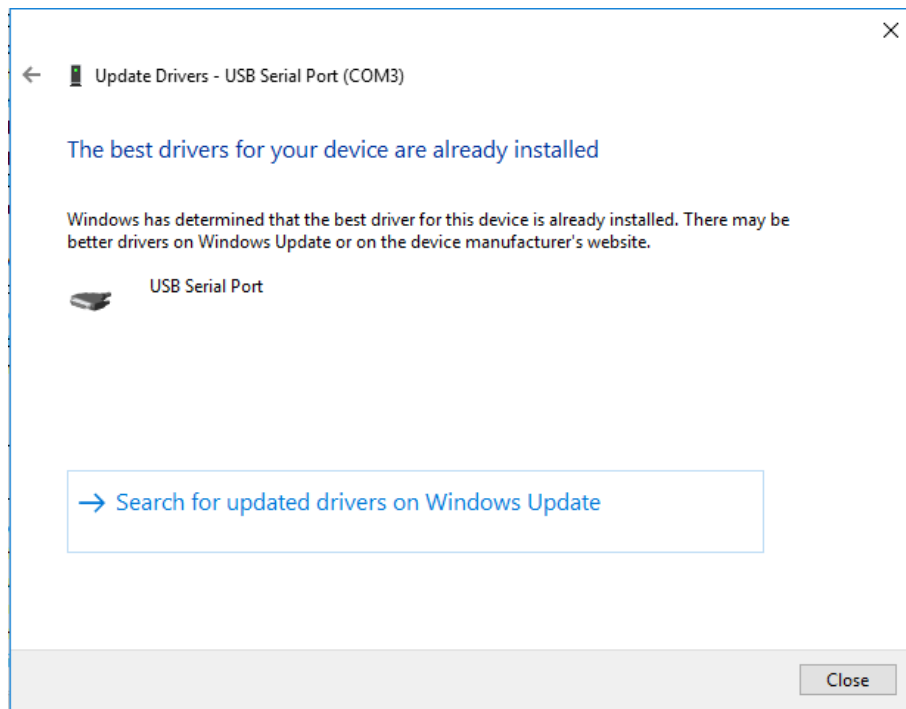 Update Drivers - USB Serial Port (COM3)
The best drivers for your device are already installed
Windows has determined that the best driver for this device is already installed. There may be
better drivers on Windows Update or on the device manufacturer's website.
USB Serial Port
Search for updated drivers on Windows Update
Close